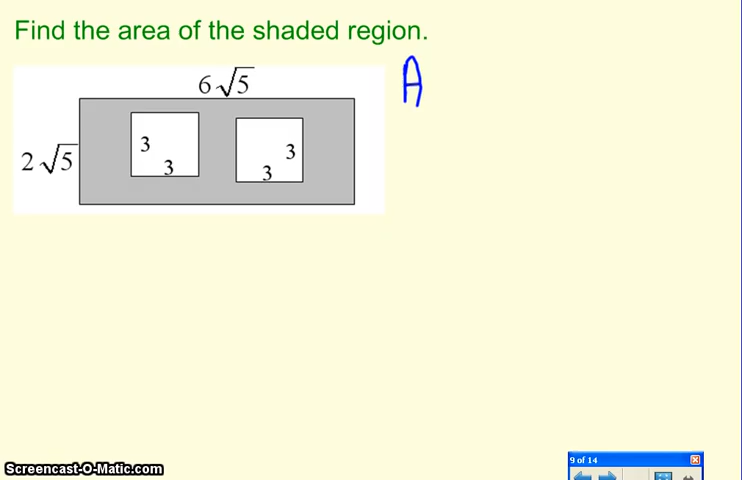 Find the area of the shaded region.
A
6√5
2√5
3
3
3
3
9 of 14
Screencast-O-Matic.com